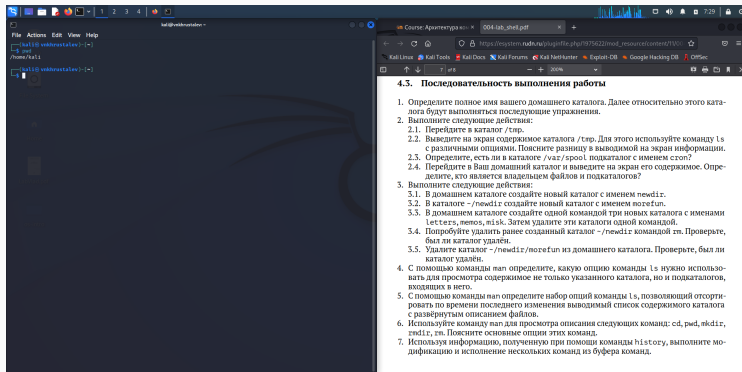 1 2 3 4
7:29
kali@vnkhrustalev:~
File Actions Edit View Help
(kali@vnkhrustalev)-[~]
$ pwd
/home/kali
(kali@vnkhrustalev)-[~]
$
Course: Архитектура
004-lab_shell.pdf
https://esystem.rudn.ru/pluginfile.php/1975622/mod_resource/content/
Kali Linux Kali Tools Kali Docs Kali Forums Kali NetHunter Exploit-DB Google Hacking DB OffSec
7 of 8
200%
4.3. Последовательность выполнения работы
1. Определите полное имя вашего домашнего каталога. Далее относительно этого ката-
лога будут выполняться последующие упражнения.
2. Выполните следующие действия:
2.1. Перейдите в каталог /tmp.
2.2. Выведите на экран содержимое каталога /tmp. Для этого используйте команду ls
с различными опциями. Поясните разницу в выводимой на экран информации.
2.3. Определите, есть ли в каталоге /var/spool подкаталог с именем cron?
2.4. Перейдите в Ваш домашний каталог и выведите на экран его содержимое. Опре-
делите, кто является владельцем файлов и подкаталогов?
3. Выполните следующие действия:
3.1. В домашнем каталоге создайте новый каталог с именем newdir.
3.2. В каталоге ~/newdir создайте новый каталог с именем morefun.
3.3. В домашнем каталоге создайте одной командой три новых каталога с именами
letters, memos, misk. Затем удалите эти каталоги одной командой.
3.4. Попробуйте удалить ранее созданный каталог ~/newdir командой rm. Проверьте,
был ли каталог удалён.
3.5. Удалите каталог ~/newdir/morefun из домашнего каталога. Проверьте, был ли
каталог удалён.
4. С помощью команды man определите, какую опцию команды ls нужно использо-
вать для просмотра содержимое не только указанного каталога, но и подкаталогов,
входящих в него.
5. С помощью команды man определите набор опций команды ls, позволяющий отсорти-
ровать по времени последнего изменения выводимый список содержимого каталога
с развёрнутым описанием файлов.
6. Используйте команду man для просмотра описания следующих команд: cd, pwd, mkdir,
rmdir, rm. Поясните основные опции этих команд.
7. Используя информацию, полученную при помощи команды history, выполните мо-
дификацию и исполнение нескольких команд из буфера команд.